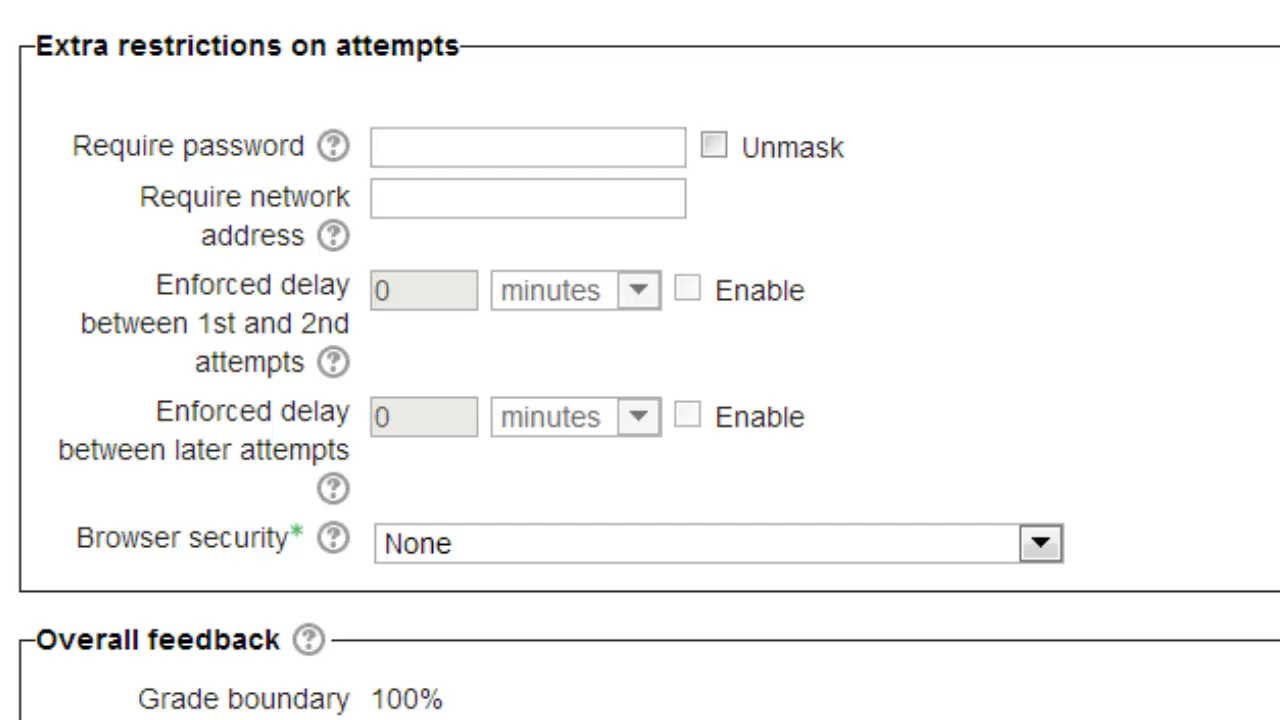 Extra restrictions on attempts
Require password
Unmask
Require network
address
Enforced delay
between 1st and 2nd
attempts
0
minutes
Enable
Enforced delay
between later attempts
0
minutes
Enable
Browser security*
None
Overall feedback
Grade boundary 100%